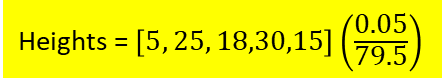 Heights = [5, 25, 18,30,15] (0.05/79.5)